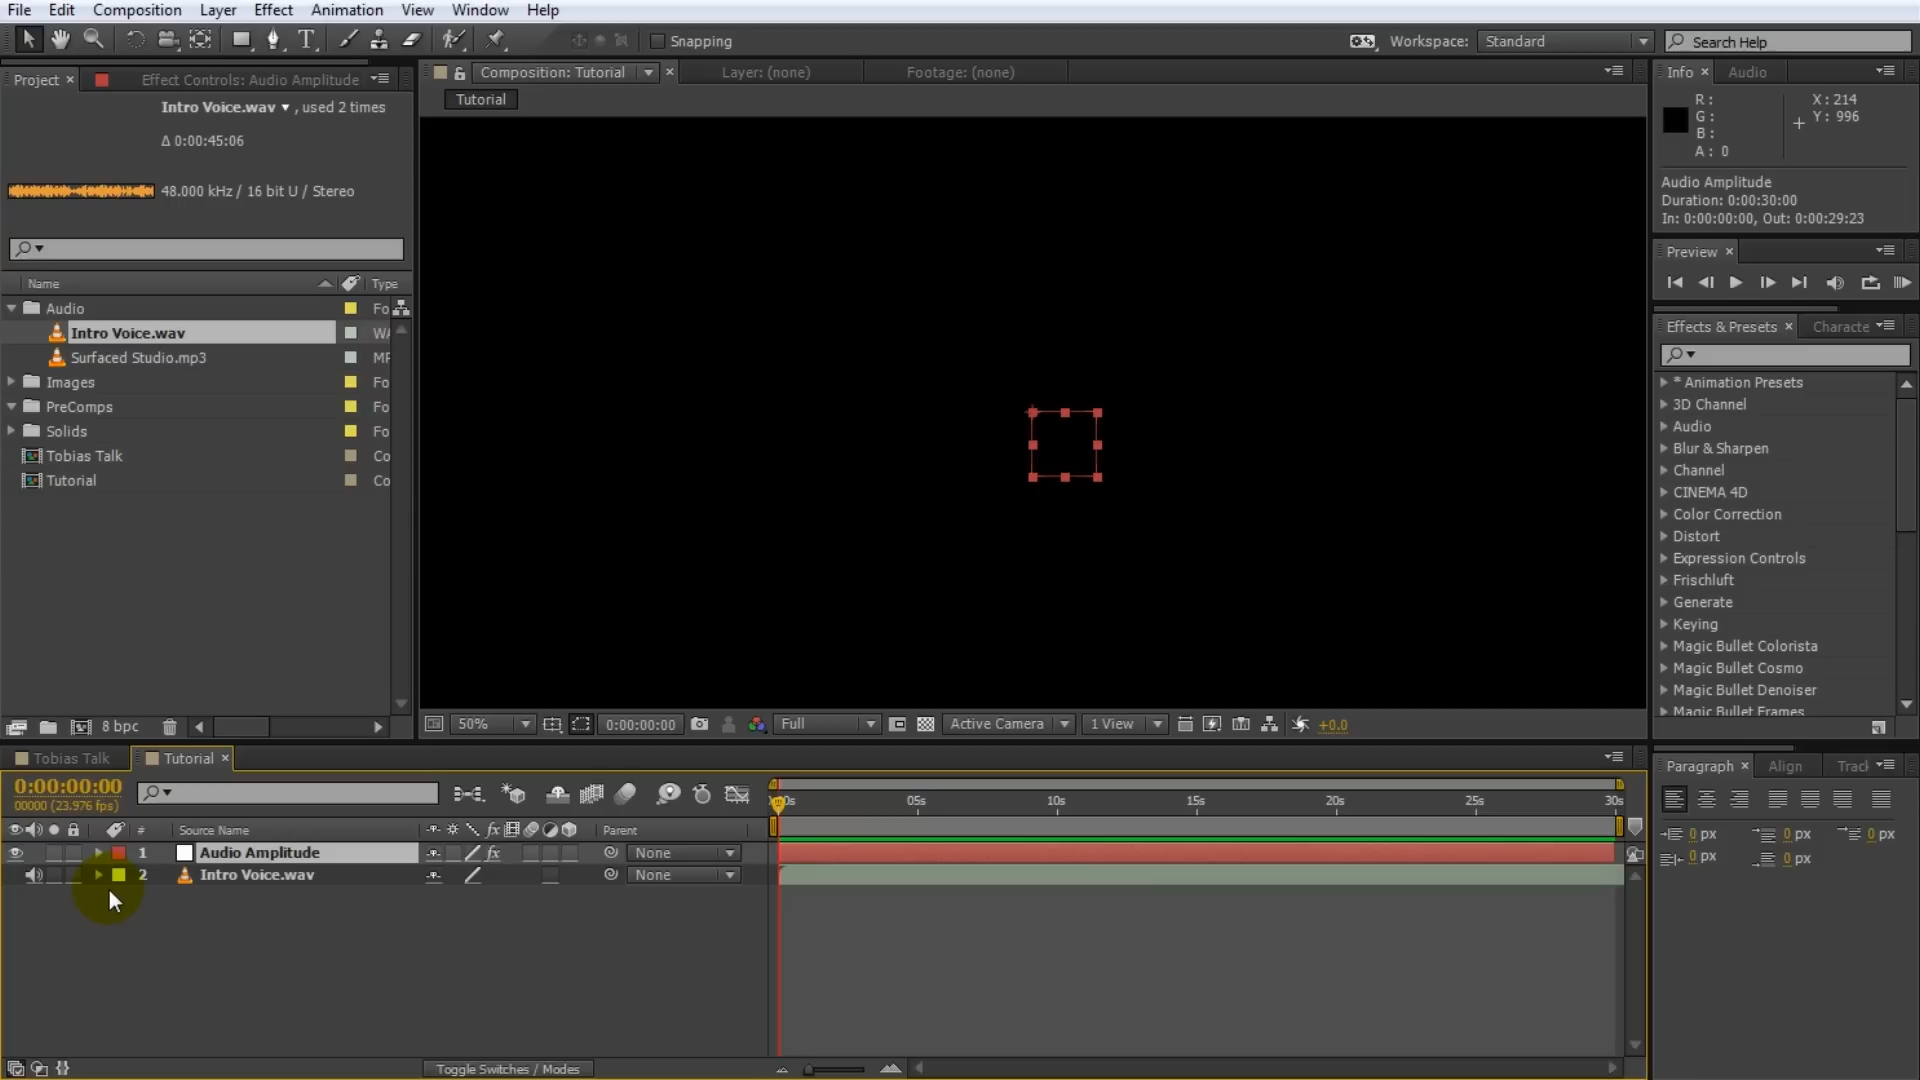 File Edit Composition Layer Effect Animation View Window Help
Snapping
Workspace: Standard
Search Help
Project
Effect Controls: Audio Amplitude
Intro Voice.wav , used 2 times
Δ 0:00:45:06
48.000 kHz / 16 bit U / Stereo
Name Type
Audio Fo
Intro Voice.wav WA
Surfaced Studio.mp3 MP
Images Fo
PreComps Fo
Solids Fo
Tobias Talk Co
Tutorial Co
8 bpc
Composition: Tutorial
Layer: (none)
Footage: (none)
Tutorial
50%
0:00:00:00
Full
Active Camera
1 View
+0.0
Info Audio
R: X: 214
G: Y: 996
B:
A: 0
Audio Amplitude
Duration: 0:00:30:00
In: 0:00:00:00, Out: 0:00:29:23
Preview
Effects & Presets Characte
* Animation Presets
3D Channel
Audio
Blur & Sharpen
Channel
CINEMA 4D
Color Correction
Distort
Expression Controls
Frischluft
Generate
Keying
Magic Bullet Colorista
Magic Bullet Cosmo
Magic Bullet Denoiser
Magic Bullet Frames
Tobias Talk Tutorial
0:00:00:00
00000 (23.976 fps)
05s 10s 15s 20s 25s 30s
# Source Name fx Parent
1 Audio Amplitude fx None
2 Intro Voice.wav None
Toggle Switches / Modes
Paragraph Align Track
0 px 0 px 0 px
0 px 0 px